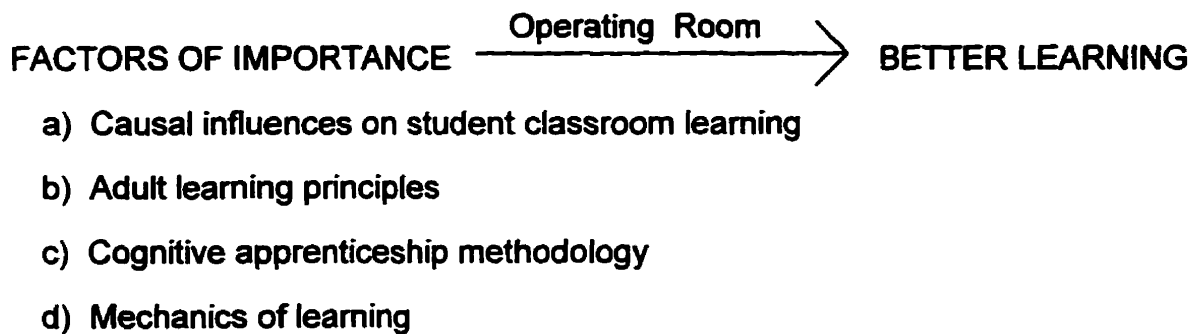 Operating Room
FACTORS OF IMPORTANCE BETTER LEARNING
a) Causal influences on student classroom learning
b) Adult learning principles
c) Cognitive apprenticeship methodology
d) Mechanics of learning